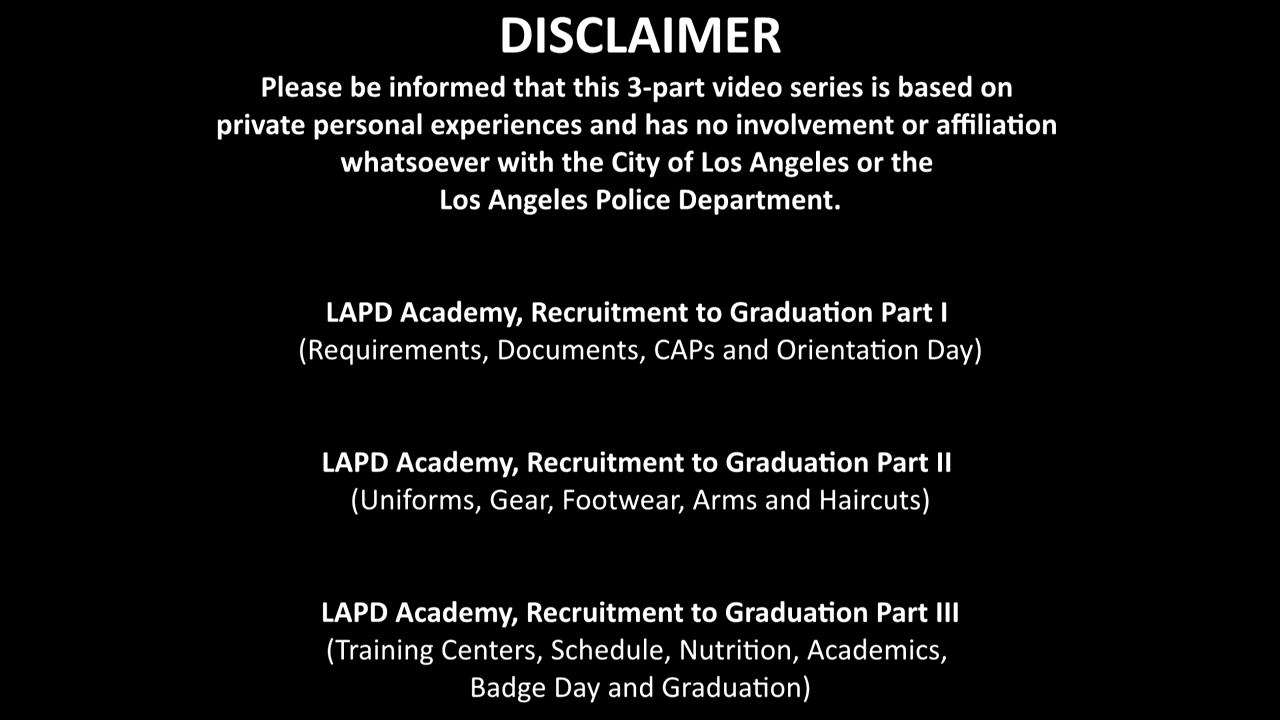 DISCLAIMER
Please be informed that this 3-part video series is based on
private personal experiences and has no involvement or affiliation
whatsoever with the City of Los Angeles or the
Los Angeles Police Department.
LAPD Academy, Recruitment to Graduation Part I
(Requirements, Documents, CAPs and Orientation Day)
LAPD Academy, Recruitment to Graduation Part II
(Uniforms, Gear, Footwear, Arms and Haircuts)
LAPD Academy, Recruitment to Graduation Part III
(Training Centers, Schedule, Nutrition, Academics,
Badge Day and Graduation)